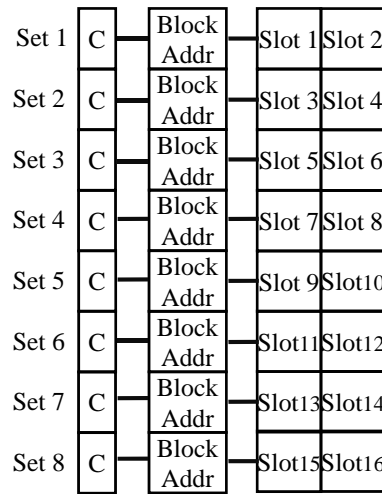 Set 1 C Block Addr Slot 1 Slot 2
Set 2 C Block Addr Slot 3 Slot 4
Set 3 C Block Addr Slot 5 Slot 6
Set 4 C Block Addr Slot 7 Slot 8
Set 5 C Block Addr Slot 9 Slot10
Set 6 C Block Addr Slot11 Slot12
Set 7 C Block Addr Slot13 Slot14
Set 8 C Block Addr Slot15 Slot16